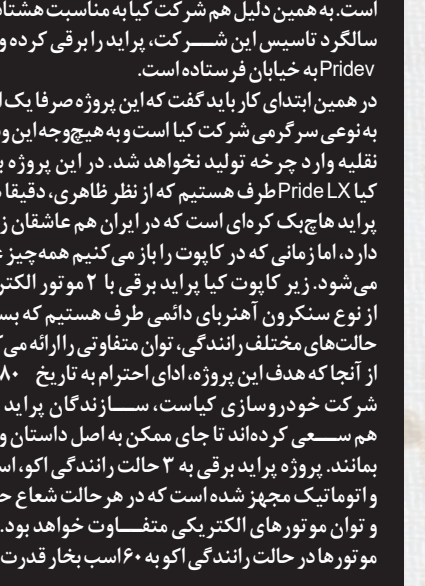 است. به همین دلیل هم شرکت کیا به مناسبت هشتاد
سالگرد تاسیس این شرکت، پراید را برقی کرده و
Pridev به خیابان فرستاده است.
در همین ابتدای کار باید گفت که این پروژه صرفا یک
به نوعی سرگرمی شرکت کیا است و به هیچ‌وجه این
نقلیه وارد چرخه تولید نخواهد شد. در این پروژه
کیا Pride LX طرف هستیم که از نظر ظاهری، دقیقا
پراید هاچ‌بک کره‌ای است که در ایران هم عاشقان
دارد، اما زمانی که در کاپوت را باز می‌کنیم همه‌چیز
می‌شود. زیر کاپوت کیا پراید برقی با ۲ موتور
از نوع سنکرون آهنربای دائمی طرف هستیم که
حالت‌های مختلف رانندگی، توان متفاوتی را ارائه
از آنجا که هدف این پروژه، ادای احترام به تاریخ ۸۰
شرکت خودروسازی کیاست، سازندگان پراید
هم سعی کرده‌اند تا جای ممکن به اصل داستان و
بمانند. پروژه پراید برقی به ۳ حالت رانندگی اکو،
و اتوماتیک مجهز شده است که در هر حالت شعاع
و توان موتورهای الکتریکی متفاوت خواهد بود.
موتورها در حالت رانندگی اکو به ۶۰ اسب بخار قدرت